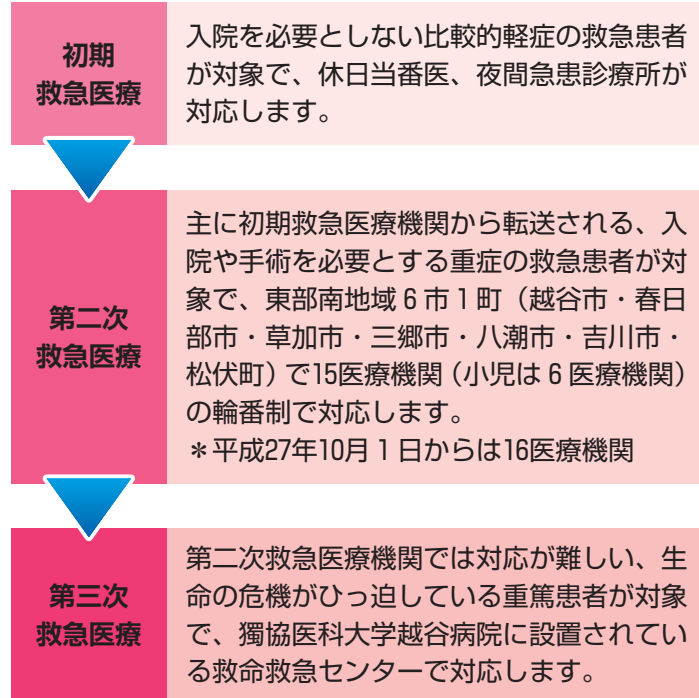 初期
救急医療
入院を必要としない比較的軽症の救急患者
が対象で、休日当番医、夜間急患診療所が
対応します。
第二次
救急医療
主に初期救急医療機関から転送される、入
院や手術を必要とする重症の救急患者が対
象で、東部南地域6市1町（越谷市・春日
部市・草加市・三郷市・八潮市・吉川市・
松伏町）で15医療機関（小児は6医療機関）
の輪番制で対応します。
＊平成27年10月1日からは16医療機関
第三次
救急医療
第二次救急医療機関では対応が難しい、生
命の危機がひっ迫している重篤患者が対象
で、獨協医科大学越谷病院に設置されてい
る救命救急センターで対応します。